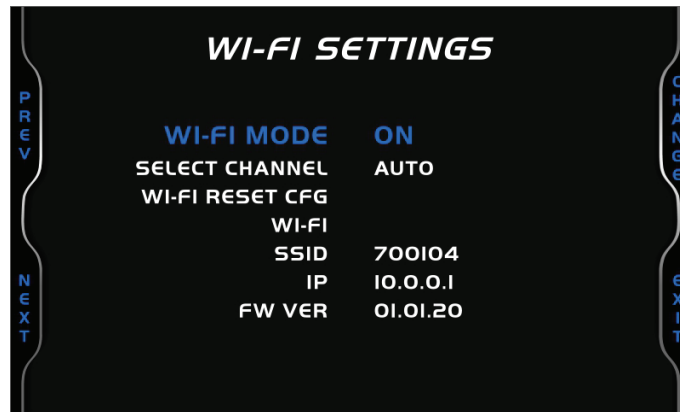 WI-FI SETTINGS
PREV
CHANGE
WI-FI MODE ON
SELECT CHANNEL AUTO
WI-FI RESET CFG
WI-FI
SSID 700104
IP 10.0.0.1
FW VER 01.01.20
NEXT
EXIT